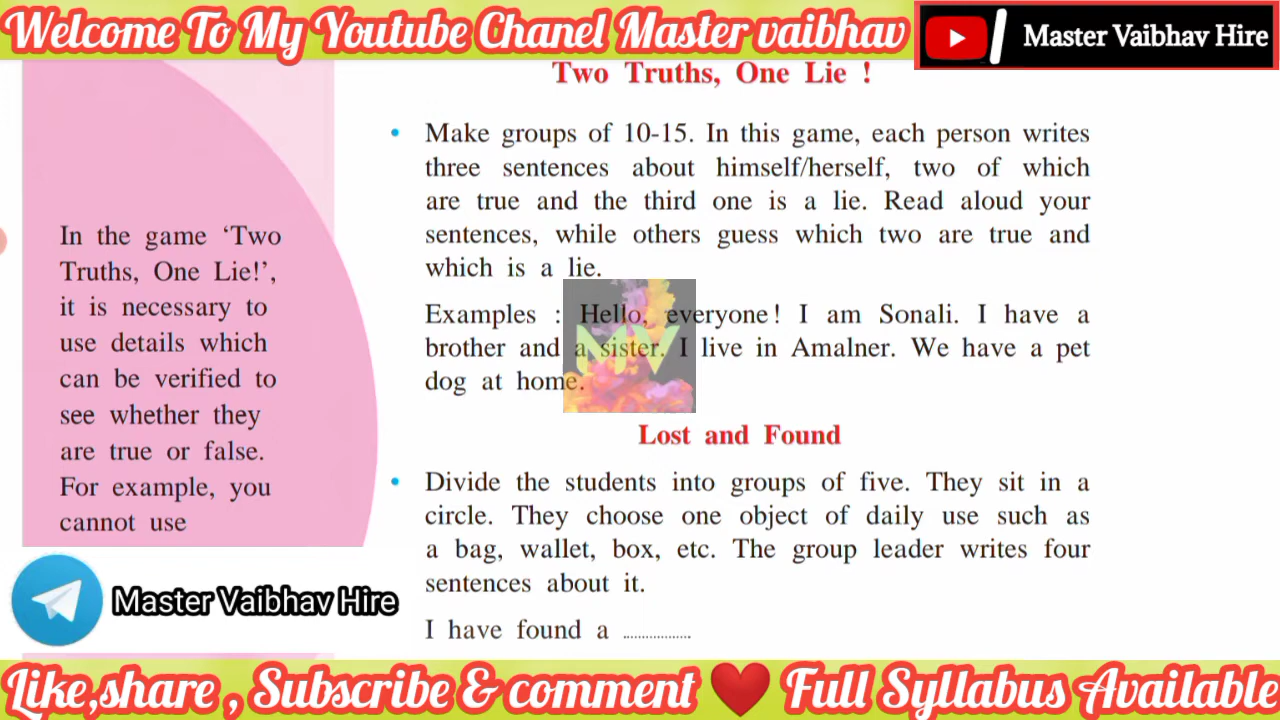 Welcome To My Youtube Chanel Master vaibhav
Master Vaibhav Hire
Two Truths, One Lie !
• Make groups of 10-15. In this game, each person writes
three sentences about himself/herself, two of which
are true and the third one is a lie. Read aloud your
sentences, while others guess which two are true and
which is a lie.
Examples : Hello, everyone! I am Sonali. I have a
brother and a sister. I live in Amalner. We have a pet
dog at home.
MV
In the game ‘Two
Truths, One Lie!’,
it is necessary to
use details which
can be verified to
see whether they
are true or false.
For example, you
cannot use
Lost and Found
• Divide the students into groups of five. They sit in a
circle. They choose one object of daily use such as
a bag, wallet, box, etc. The group leader writes four
sentences about it.
I have found a ..................
Master Vaibhav Hire
Like,share , Subscribe & comment ❤ Full Syllabus Available